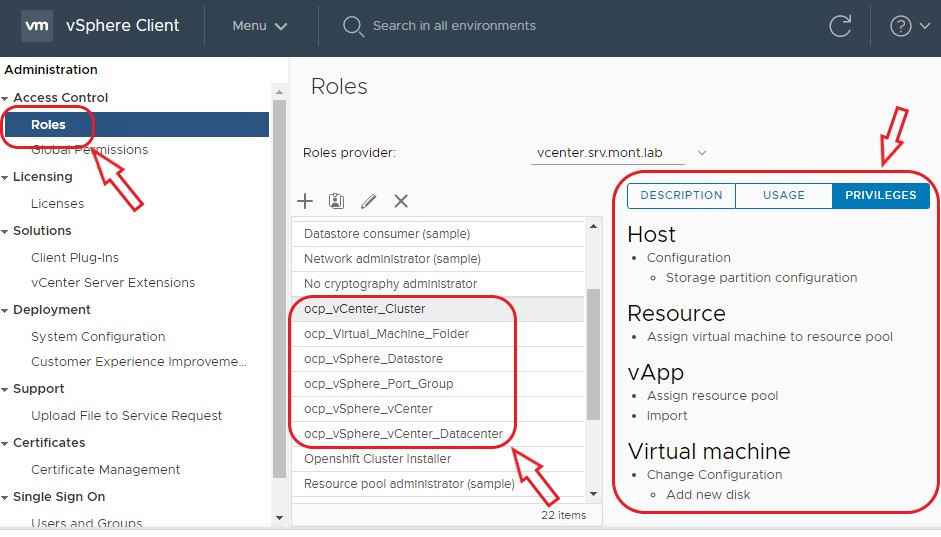 vm vSphere Client Menu Search in all environments
Administration
Access Control
Roles
Global Permissions
Licensing
Licenses
Solutions
Client Plug-Ins
vCenter Server Extensions
Deployment
System Configuration
Customer Experience Improveme...
Support
Upload File to Service Request
Certificates
Certificate Management
Single Sign On
Users and Groups
Roles
Roles provider: vcenter.srv.mont.lab
Datastore consumer (sample)
Network administrator (sample)
No cryptography administrator
ocp_vCenter_Cluster
ocp_Virtual_Machine_Folder
ocp_vSphere_Datastore
ocp_vSphere_Port_Group
ocp_vSphere_vCenter
ocp_vSphere_vCenter_Datacenter
Openshift Cluster Installer
Resource pool administrator (sample)
22 items
DESCRIPTION USAGE PRIVILEGES
Host
Configuration
Storage partition configuration
Resource
Assign virtual machine to resource pool
vApp
Assign resource pool
Import
Virtual machine
Change Configuration
Add new disk